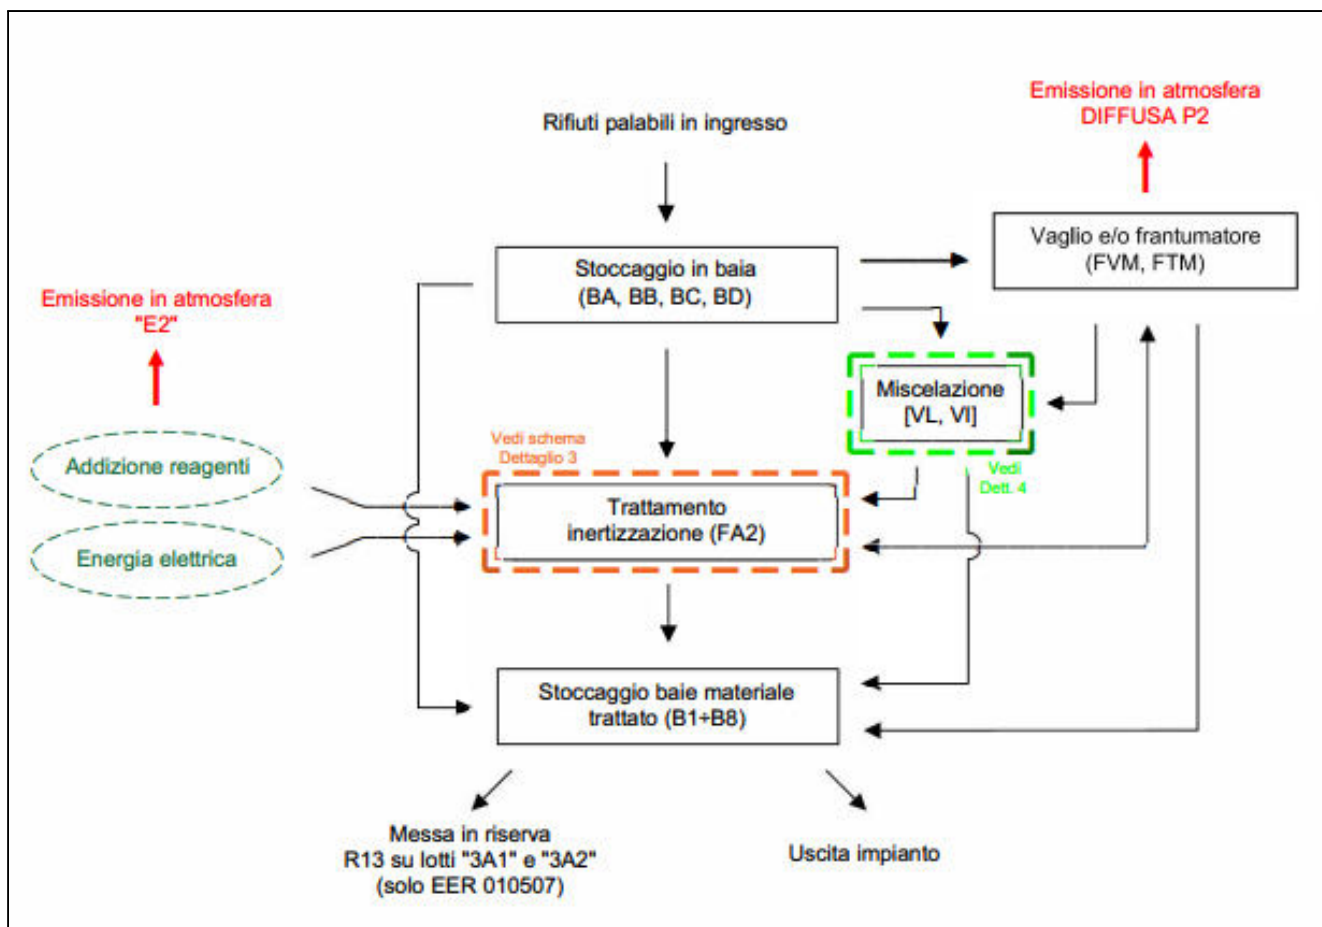 Emissione in atmosfera
DIFFUSA P2
Rifiuti palabili in ingresso
Vaglio e/o frantumatore
(FVM, FTM)
Stoccaggio in baia
(BA, BB, BC, BD)
Emissione in atmosfera
"E2"
Miscelazione
[VL, VI]
Vedi schema
Dettaglio 3
Vedi
Dett. 4
Addizione reagenti
Trattamento
inertizzazione (FA2)
Energia elettrica
Stoccaggio baie materiale
trattato (B1+B8)
Messa in riserva
R13 su lotti "3A1" e "3A2"
(solo EER 010507)
Uscita impianto